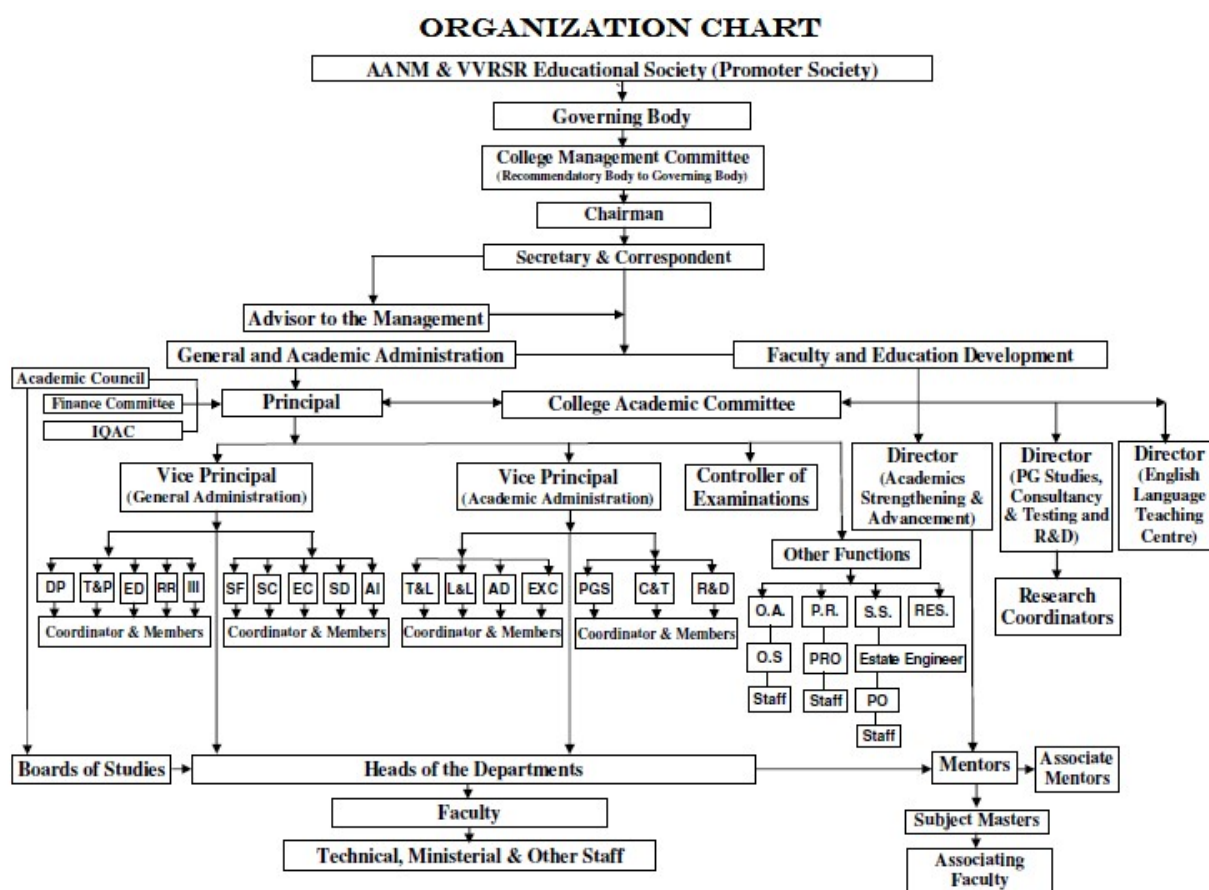 ORGANIZATION CHART
AANM & VVRSR Educational Society (Promoter Society)
Governing Body
College Management Committee
(Recommendatory Body to Governing Body)
Chairman
Secretary & Correspondent
Advisor to the Management
General and Academic Administration
Faculty and Education Development
Academic Council
Finance Committee
IQAC
Principal
College Academic Committee
Vice Principal
(General Administration)
Vice Principal
(Academic Administration)
Controller of
Examinations
Director
(Academics
Strengthening &
Advancement)
Director
(PG Studies,
Consultancy
& Testing and
R&D)
Director
(English
Language
Teaching
Centre)
Other Functions
DP
T&P
ED
RR
III
SF
SC
EC
SD
AI
T&L
L&L
AD
EXC
PGS
C&T
R&D
Coordinator & Members
Coordinator & Members
Coordinator & Members
Coordinator & Members
O.A.
P.R.
S.S.
RES.
O.S
PRO
Estate Engineer
Staff
Staff
PO
Staff
Research
Coordinators
Boards of Studies
Heads of the Departments
Mentors
Associate
Mentors
Faculty
Subject Masters
Technical, Ministerial & Other Staff
Associating
Faculty